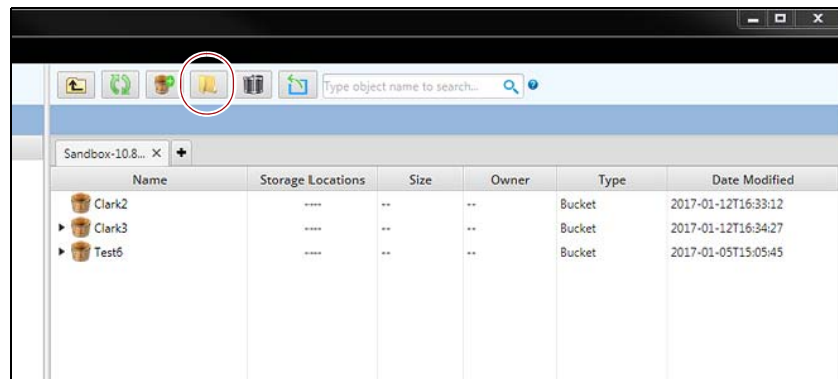 Type object name to search...
Sandbox-10.8...
Name Storage Locations Size Owner Type Date Modified
Clark2 ---- -- -- Bucket 2017-01-12T16:33:12
Clark3 ---- -- -- Bucket 2017-01-12T16:34:27
Test6 ---- -- -- Bucket 2017-01-05T15:05:45